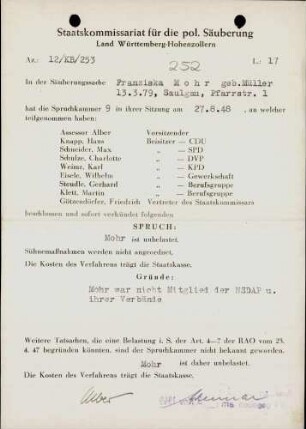 Staatskommissariat für die pol. Säuberung
Land Württemberg-Hohenzollern
Az.: 12/KB/253
252
L: 17
In der Säuberungssache Franziska Mohr geb.Müller
13.3.79, Saulgau, Pfarrstr. 1
hat die Spruchkammer 9 in ihrer Sitzung am 27.8.48 , an welcher
teilgenommen haben:
Assessor Alber Vorsitzender
Knapp, Hans Beisitzer — CDU
Schneider, Max „ — SPD
Schulze, Charlotte „ — DVP
Weimr, Karl „ — KPD
Eisele, Wilhelm „ — Gewerkschaft
Steudle, Gerhard „ — Berufsgruppe
Klett, Martin „ — Berufsgruppe
Götzendörfer, Friedrich Vertreter des Staatskommissars
beschlossen und sofort verkündet folgenden
SPRUCH:
Mohr ist unbelastet.
Sühnemaßnahmen werden nicht angeordnet.
Die Kosten des Verfahrens trägt die Staatskasse.
Gründe:
Mohr war nicht Mitglied der NSDAP u.
ihrer Verbände
Weitere Tatsachen, die eine Belastung i. S. der Art. 4—7 der RAO vom 25.
4. 47 begründen könnten, sind der Spruchkammer nicht bekannt geworden.
Mohr ist daher unbelastet.
Die Kosten des Verfahrens trägt die Staatskasse.
Alber